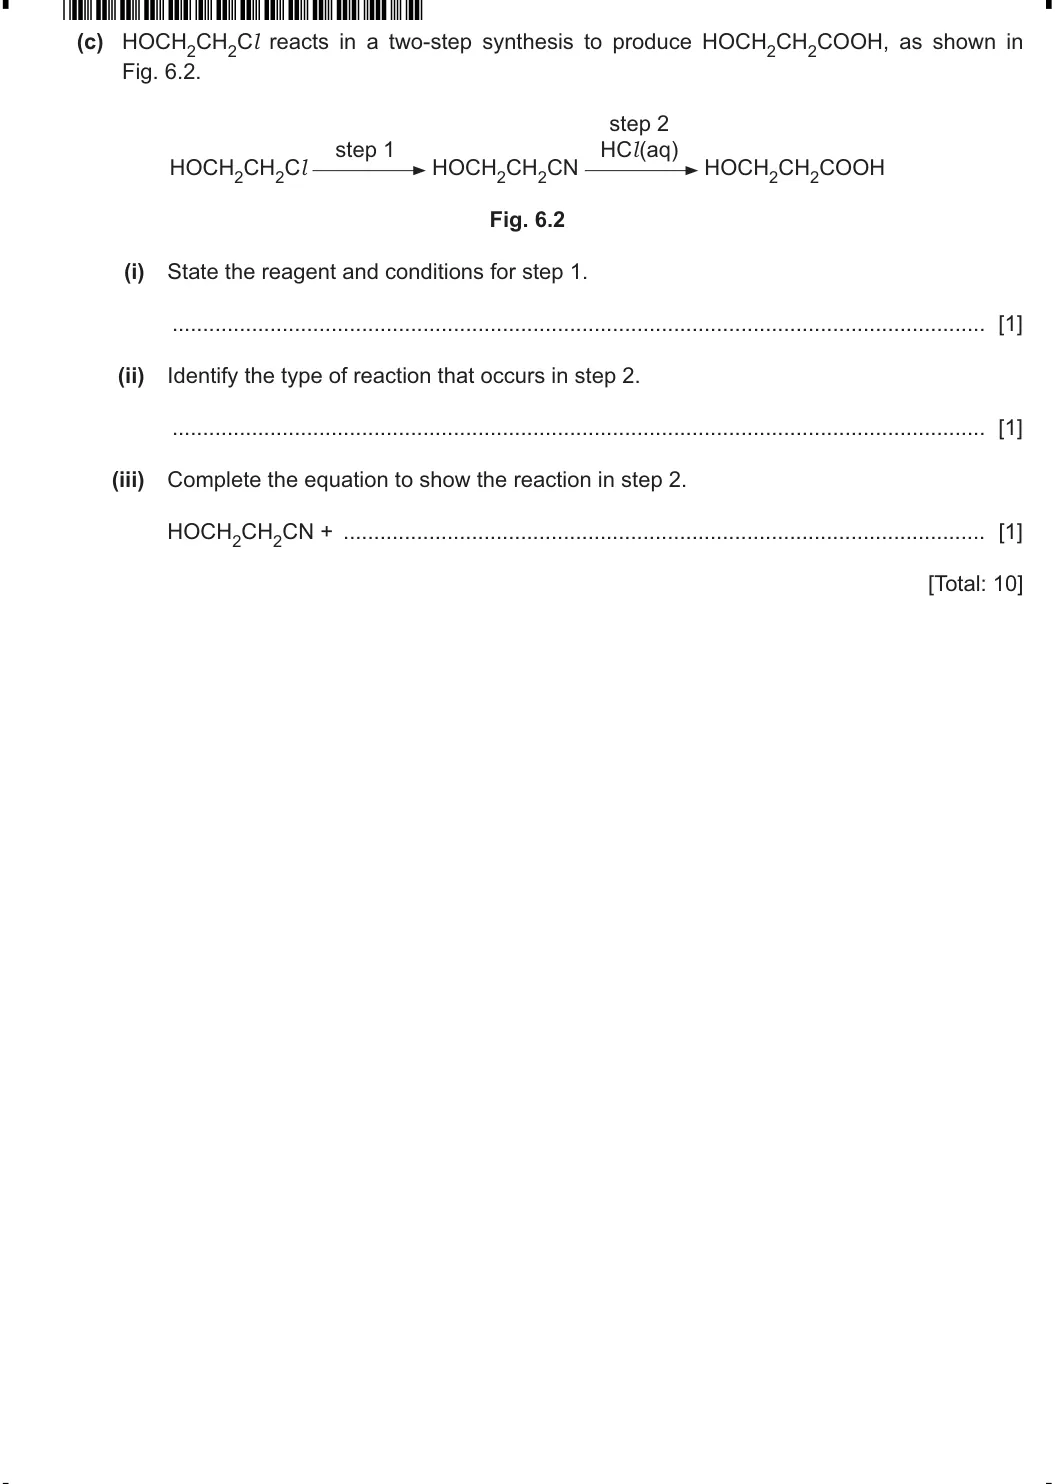 (c) HOCH2CH2Cl reacts in a two-step synthesis to produce HOCH2CH2COOH, as shown in
Fig. 6.2.
step 2
step 1 HCl(aq)
HOCH2CH2Cl HOCH2CH2CN HOCH2CH2COOH
Fig. 6.2
(i) State the reagent and conditions for step 1.
.................................................................................................................................... [1]
(ii) Identify the type of reaction that occurs in step 2.
.................................................................................................................................... [1]
(iii) Complete the equation to show the reaction in step 2.
HOCH2CH2CN + ........................................................................................................ [1]
[Total: 10]